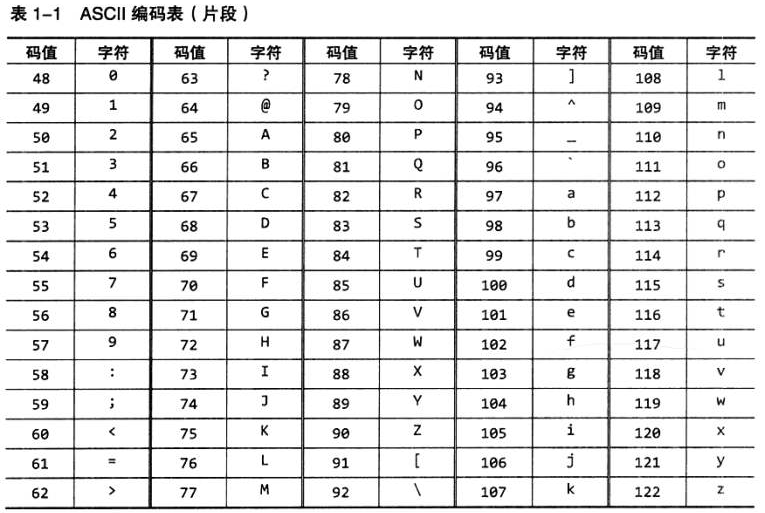 表 1-1 ASCII 编码表（片段）
码值 字符 码值 字符 码值 字符 码值 字符 码值 字符
48 0 63 ? 78 N 93 ] 108 l
49 1 64 @ 79 O 94 ^ 109 m
50 2 65 A 80 P 95 _ 110 n
51 3 66 B 81 Q 96 ` 111 o
52 4 67 C 82 R 97 a 112 p
53 5 68 D 83 S 98 b 113 q
54 6 69 E 84 T 99 c 114 r
55 7 70 F 85 U 100 d 115 s
56 8 71 G 86 V 101 e 116 t
57 9 72 H 87 W 102 f 117 u
58 : 73 I 88 X 103 g 118 v
59 ; 74 J 89 Y 104 h 119 w
60 < 75 K 90 Z 105 i 120 x
61 = 76 L 91 [ 106 j 121 y
62 > 77 M 92 \ 107 k 122 z